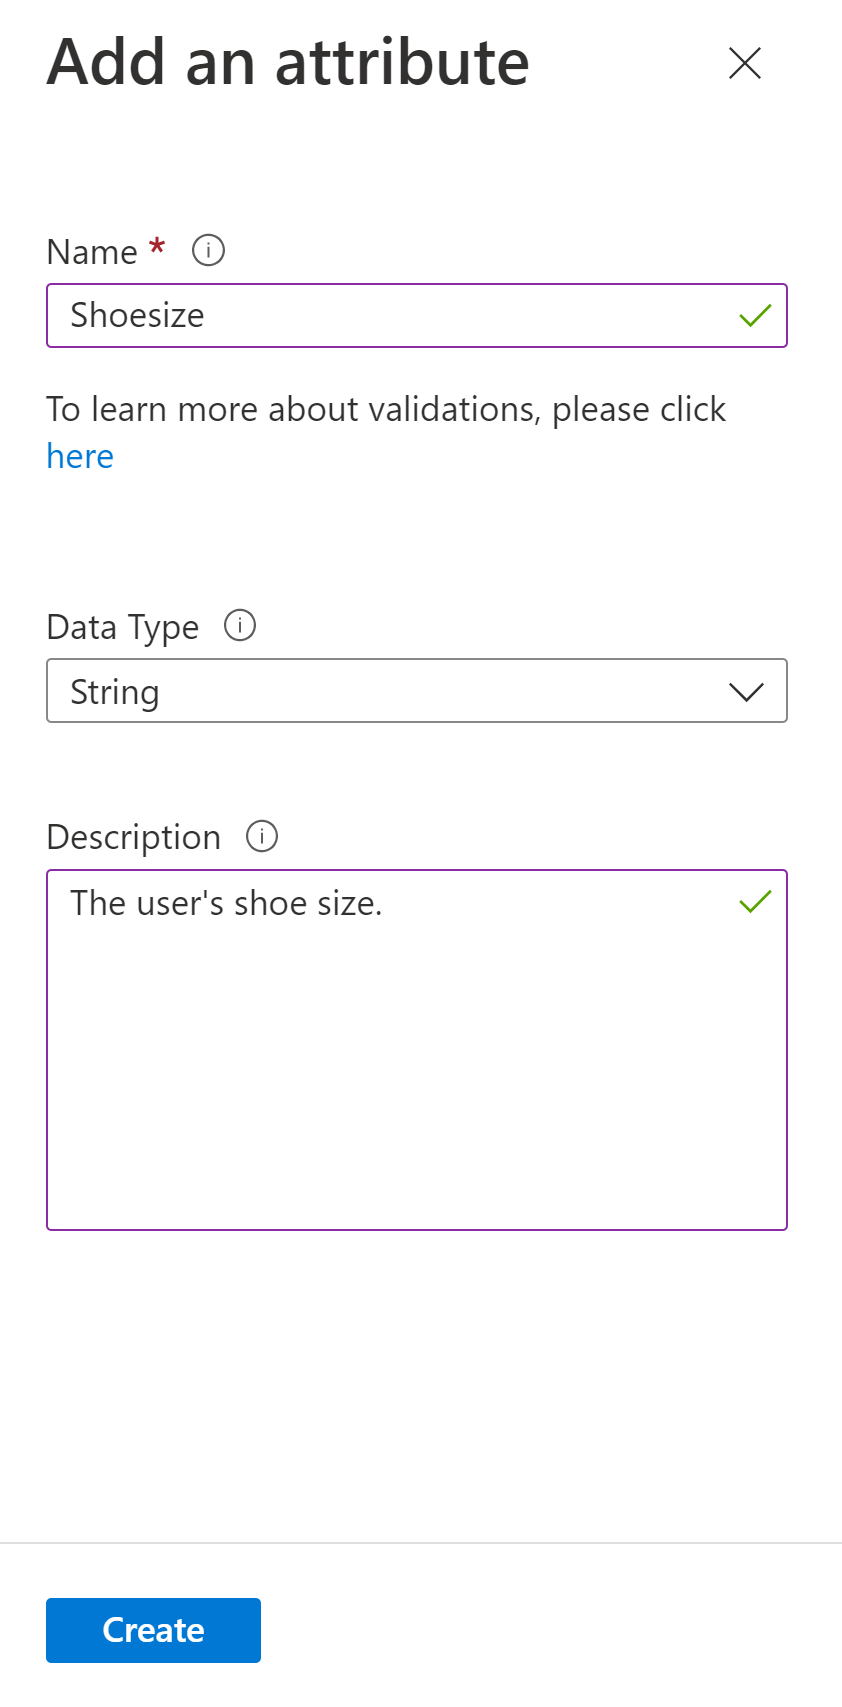 Add an attribute
Name *
Shoesize
To learn more about validations, please click
here
Data Type
String
Description
The user's shoe size.
Create